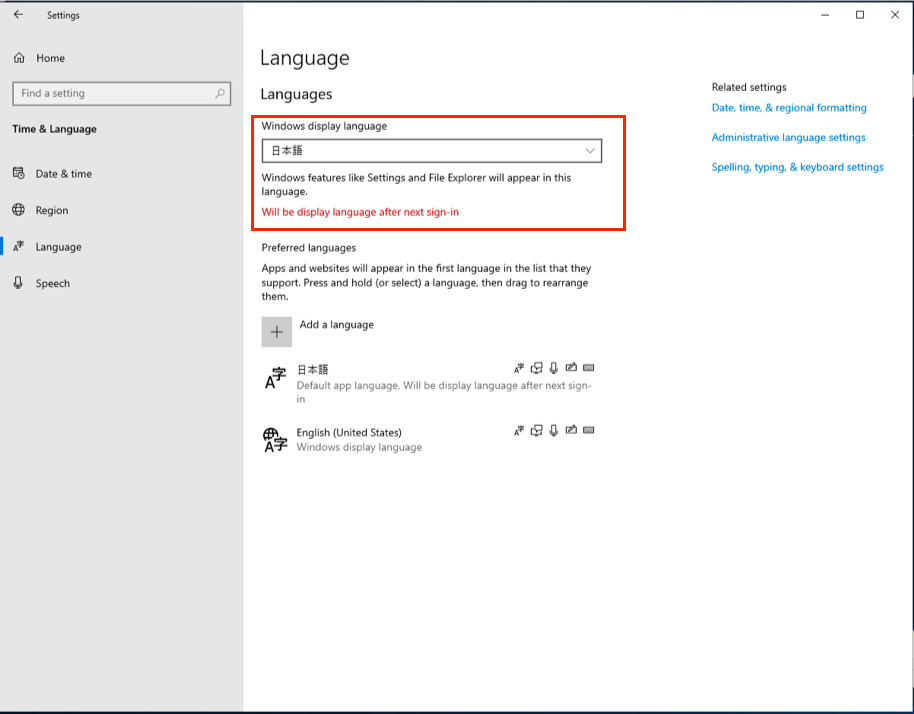 Settings
Home
Find a setting
Time & Language
Date & time
Region
Language
Speech
Language
Languages
Windows display language
日本語
Windows features like Settings and File Explorer will appear in this
language.
Will be display language after next sign-in
Preferred languages
Apps and websites will appear in the first language in the list that they
support. Press and hold (or select) a language, then drag to rearrange
them.
Add a language
日本語
Default app language, Will be display language after next sign-
in
English (United States)
Windows display language
Related settings
Date, time, & regional formatting
Administrative language settings
Spelling, typing, & keyboard settings